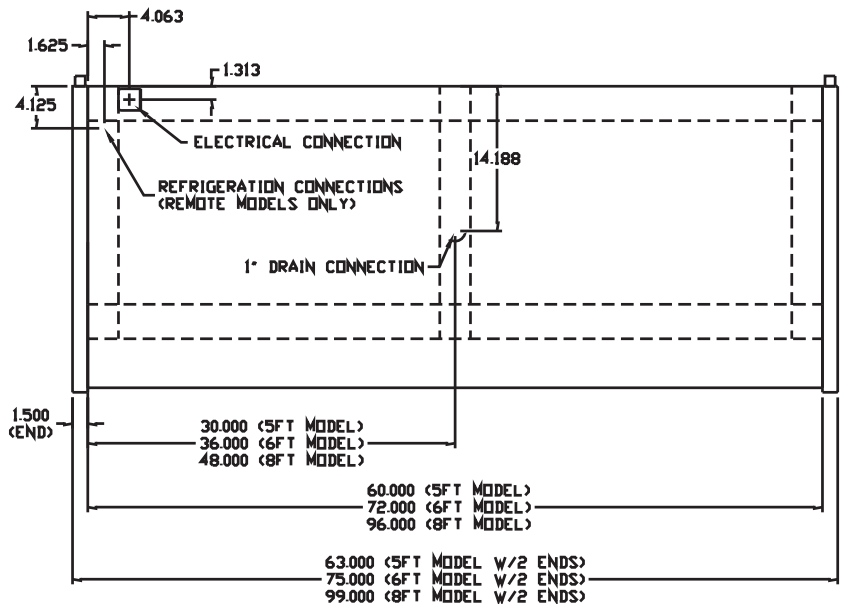 4.063
1.625
1.313
4.125
ELECTRICAL CONNECTION
14.188
REFRIGERATION CONNECTIONS
(REMOTE MODELS ONLY)
1" DRAIN CONNECTION
1.500
(END)
30.000 (5FT MODEL)
36.000 (6FT MODEL)
48.000 (8FT MODEL)
60.000 (5FT MODEL)
72.000 (6FT MODEL)
96.000 (8FT MODEL)
63.000 (5FT MODEL W/2 ENDS)
75.000 (6FT MODEL W/2 ENDS)
99.000 (8FT MODEL W/2 ENDS)